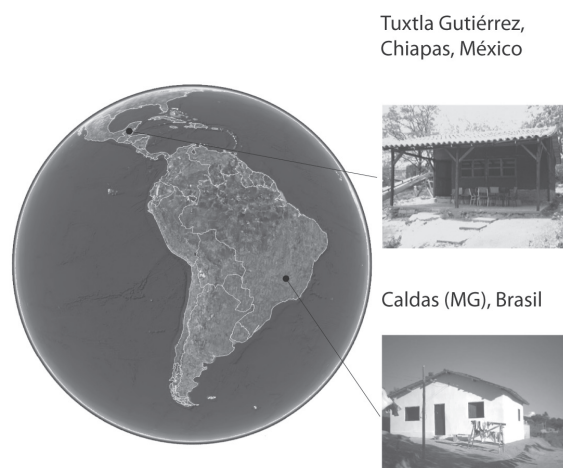 Tuxtla Gutiérrez,
Chiapas, México
Caldas (MG), Brasil